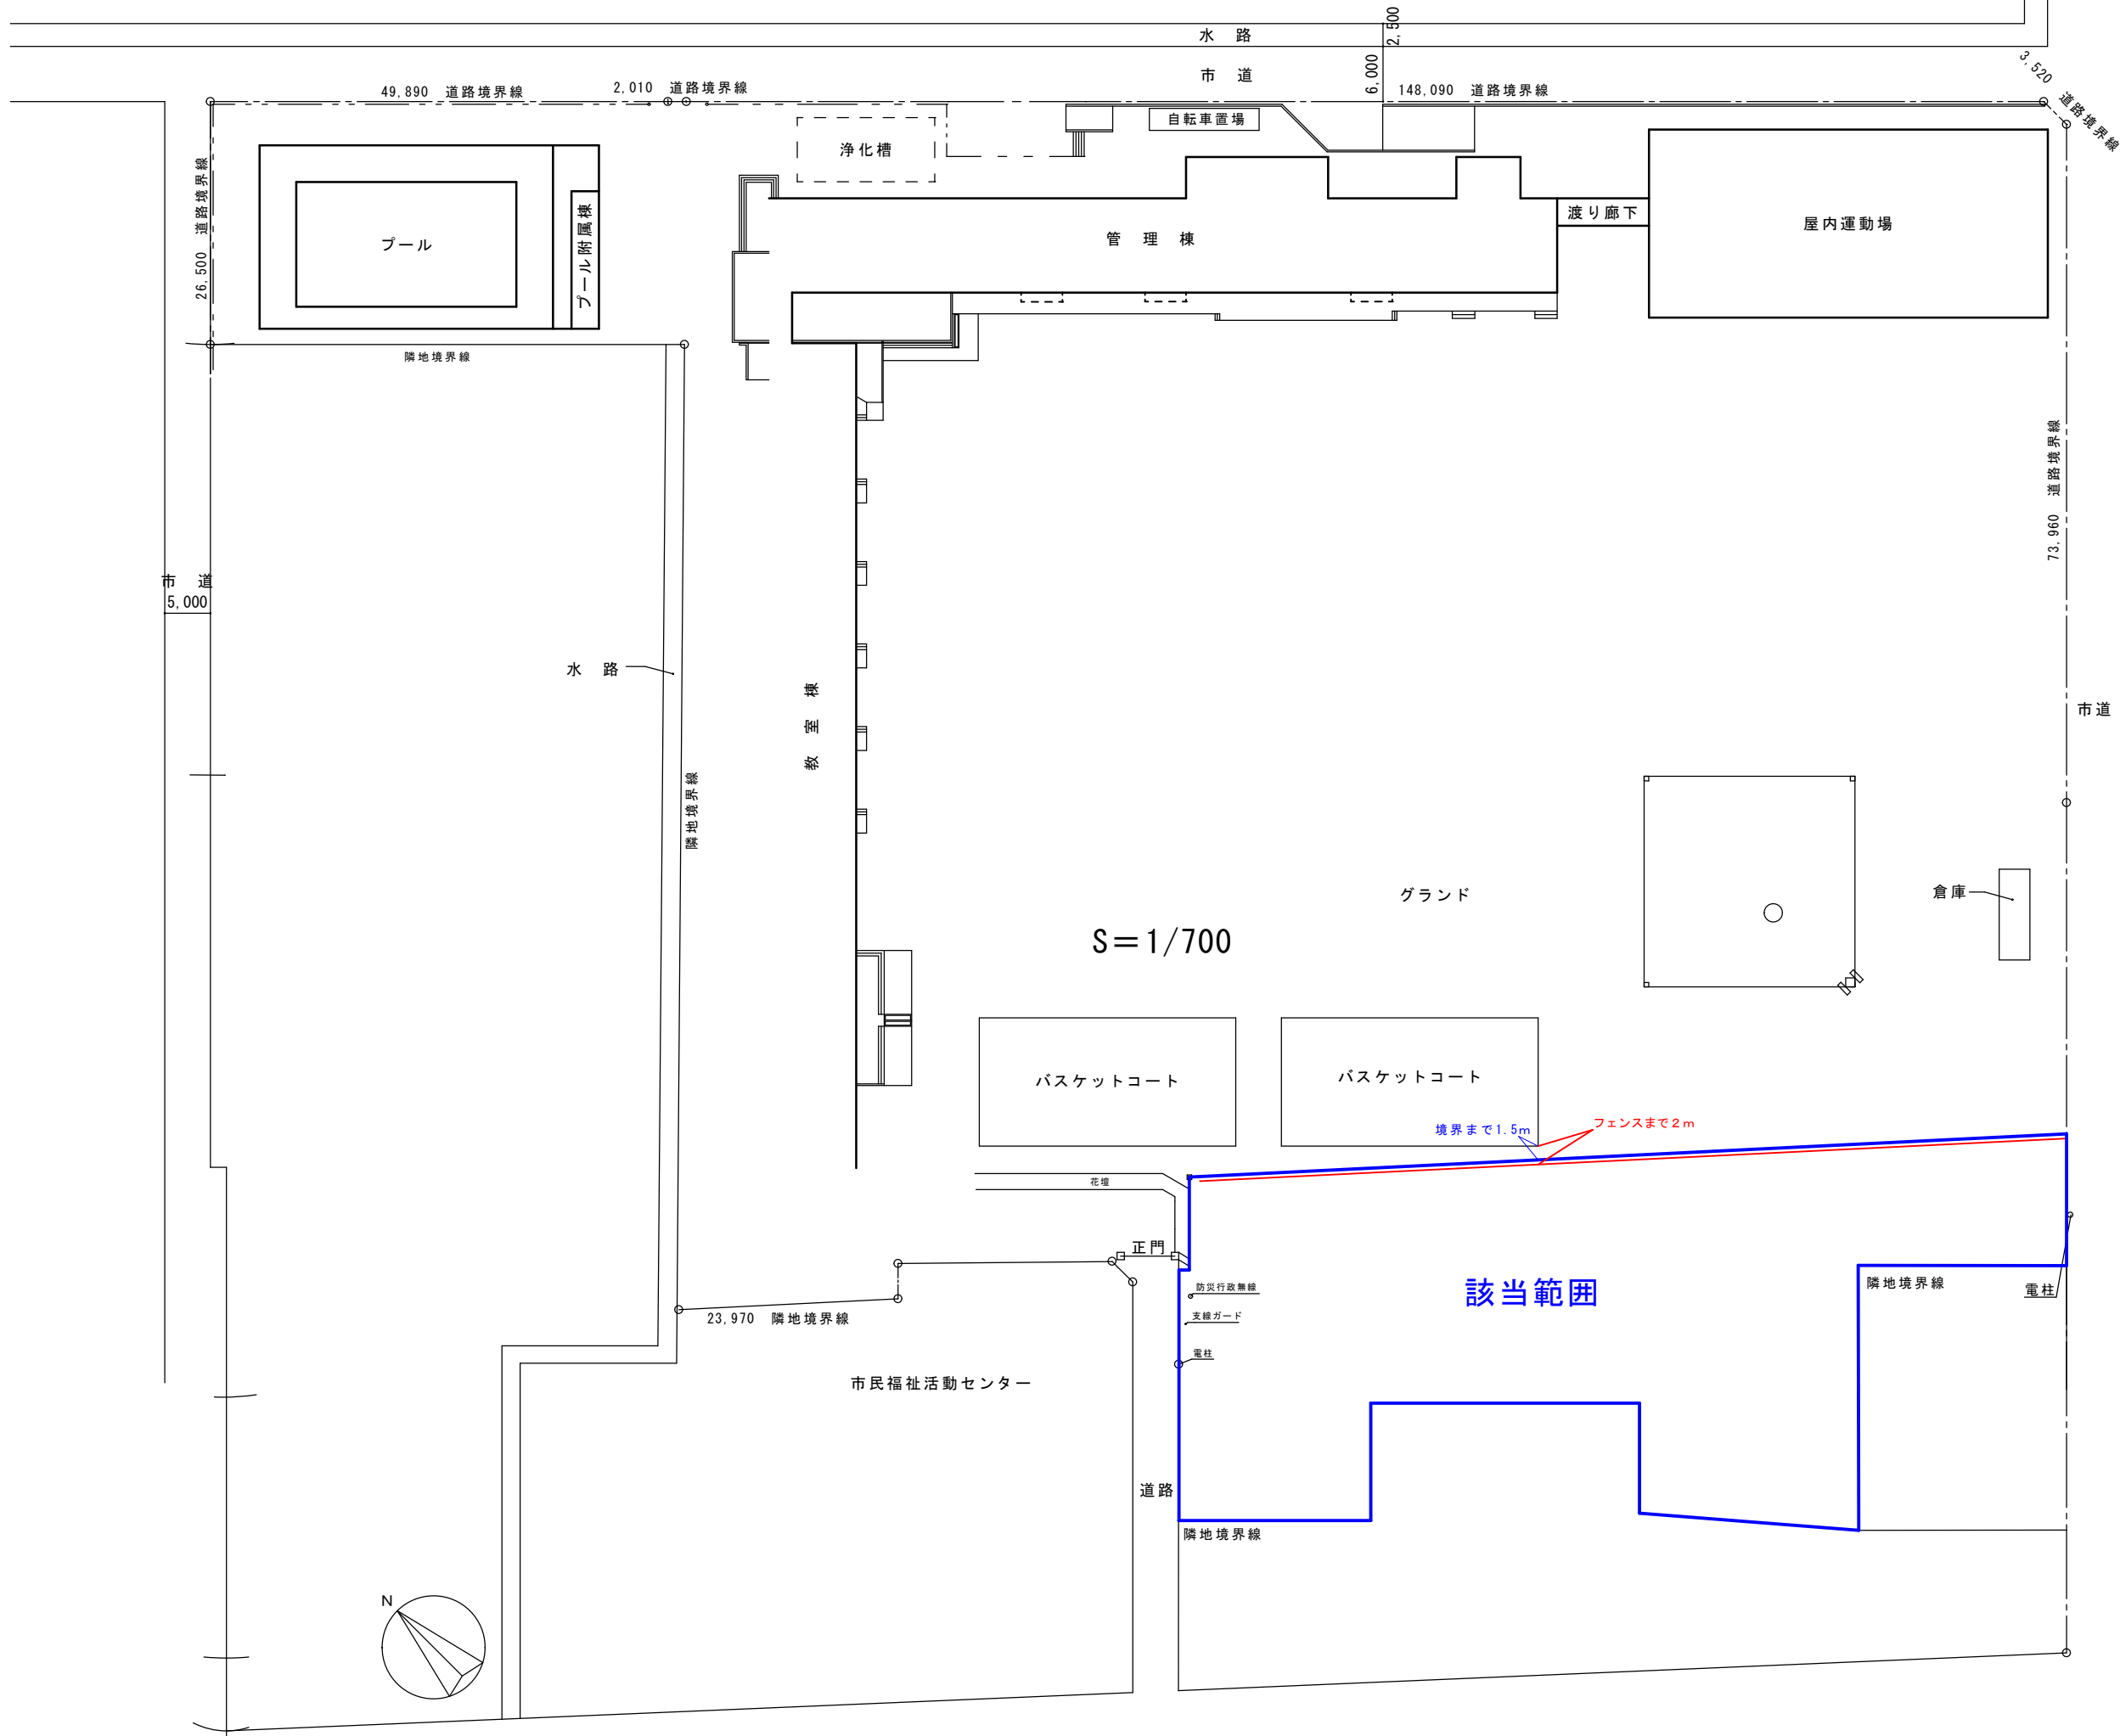 水　路
2,500
市　道
6,000
49,890　道路境界線
2,010　道路境界線
148,090　道路境界線
3,520　道路境界線
自転車置場
浄化槽
26,500　道路境界線
プール
プール附属棟
管　理　棟
渡り廊下
屋内運動場
隣地境界線
73,960　道路境界線
市　道
5,000
水　路
教　室　棟
市道
隣地境界線
グランド
倉庫
S＝1/700
バスケットコート
バスケットコート
境界まで1.5m
フェンスまで2m
花壇
正門
防災行政無線
該当範囲
隣地境界線
電柱
23,970　隣地境界線
支線ガード
電柱
市民福祉活動センター
道路
隣地境界線
N